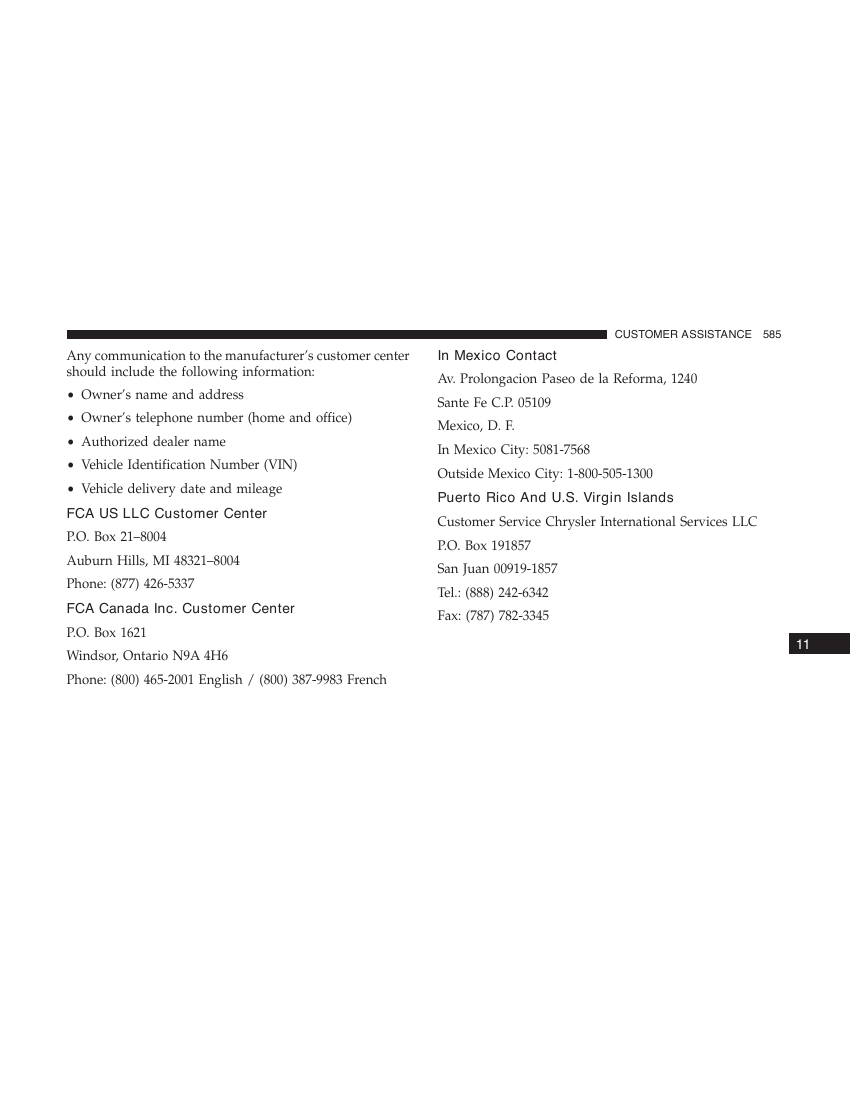 CUSTOMER ASSISTANCE 585
Any communication to the manufacturer’s customer center
should include the following information:
• Owner’s name and address
• Owner’s telephone number (home and office)
• Authorized dealer name
• Vehicle Identification Number (VIN)
• Vehicle delivery date and mileage
FCA US LLC Customer Center
P.O. Box 21–8004
Auburn Hills, MI 48321–8004
Phone: (877) 426-5337
FCA Canada Inc. Customer Center
P.O. Box 1621
Windsor, Ontario N9A 4H6
Phone: (800) 465-2001 English / (800) 387-9983 French
In Mexico Contact
Av. Prolongacion Paseo de la Reforma, 1240
Sante Fe C.P. 05109
Mexico, D. F.
In Mexico City: 5081-7568
Outside Mexico City: 1-800-505-1300
Puerto Rico And U.S. Virgin Islands
Customer Service Chrysler International Services LLC
P.O. Box 191857
San Juan 00919-1857
Tel.: (888) 242-6342
Fax: (787) 782-3345
11